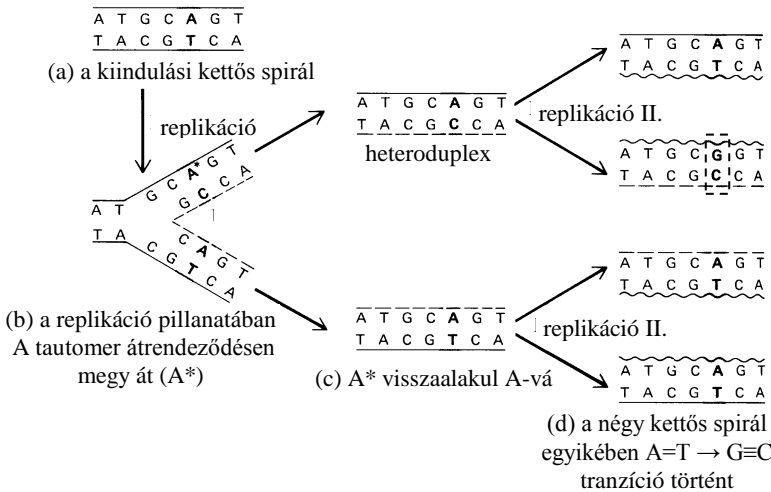 A T G C A G T
T A C G T C A
(a) a kiindulási kettős spirál
replikáció
A T G C A* G T
T A G C C A
C A G T
C G T C A
(b) a replikáció pillanatában
A tautomer átrendeződésen
megy át (A*)
A T G C A G T
T A C G C C A
heteroduplex
A T G C A G T
T A C G T C A
(c) A* visszaalakul A-vá
replikáció II.
A T G C A G T
T A C G T C A
A T G C G G T
T A C G C C A
replikáció II.
A T G C A G T
T A C G T C A
A T G C A G T
T A C G T C A
(d) a négy kettős spirál
egyikében A=T → G≡C
tranzíció történt